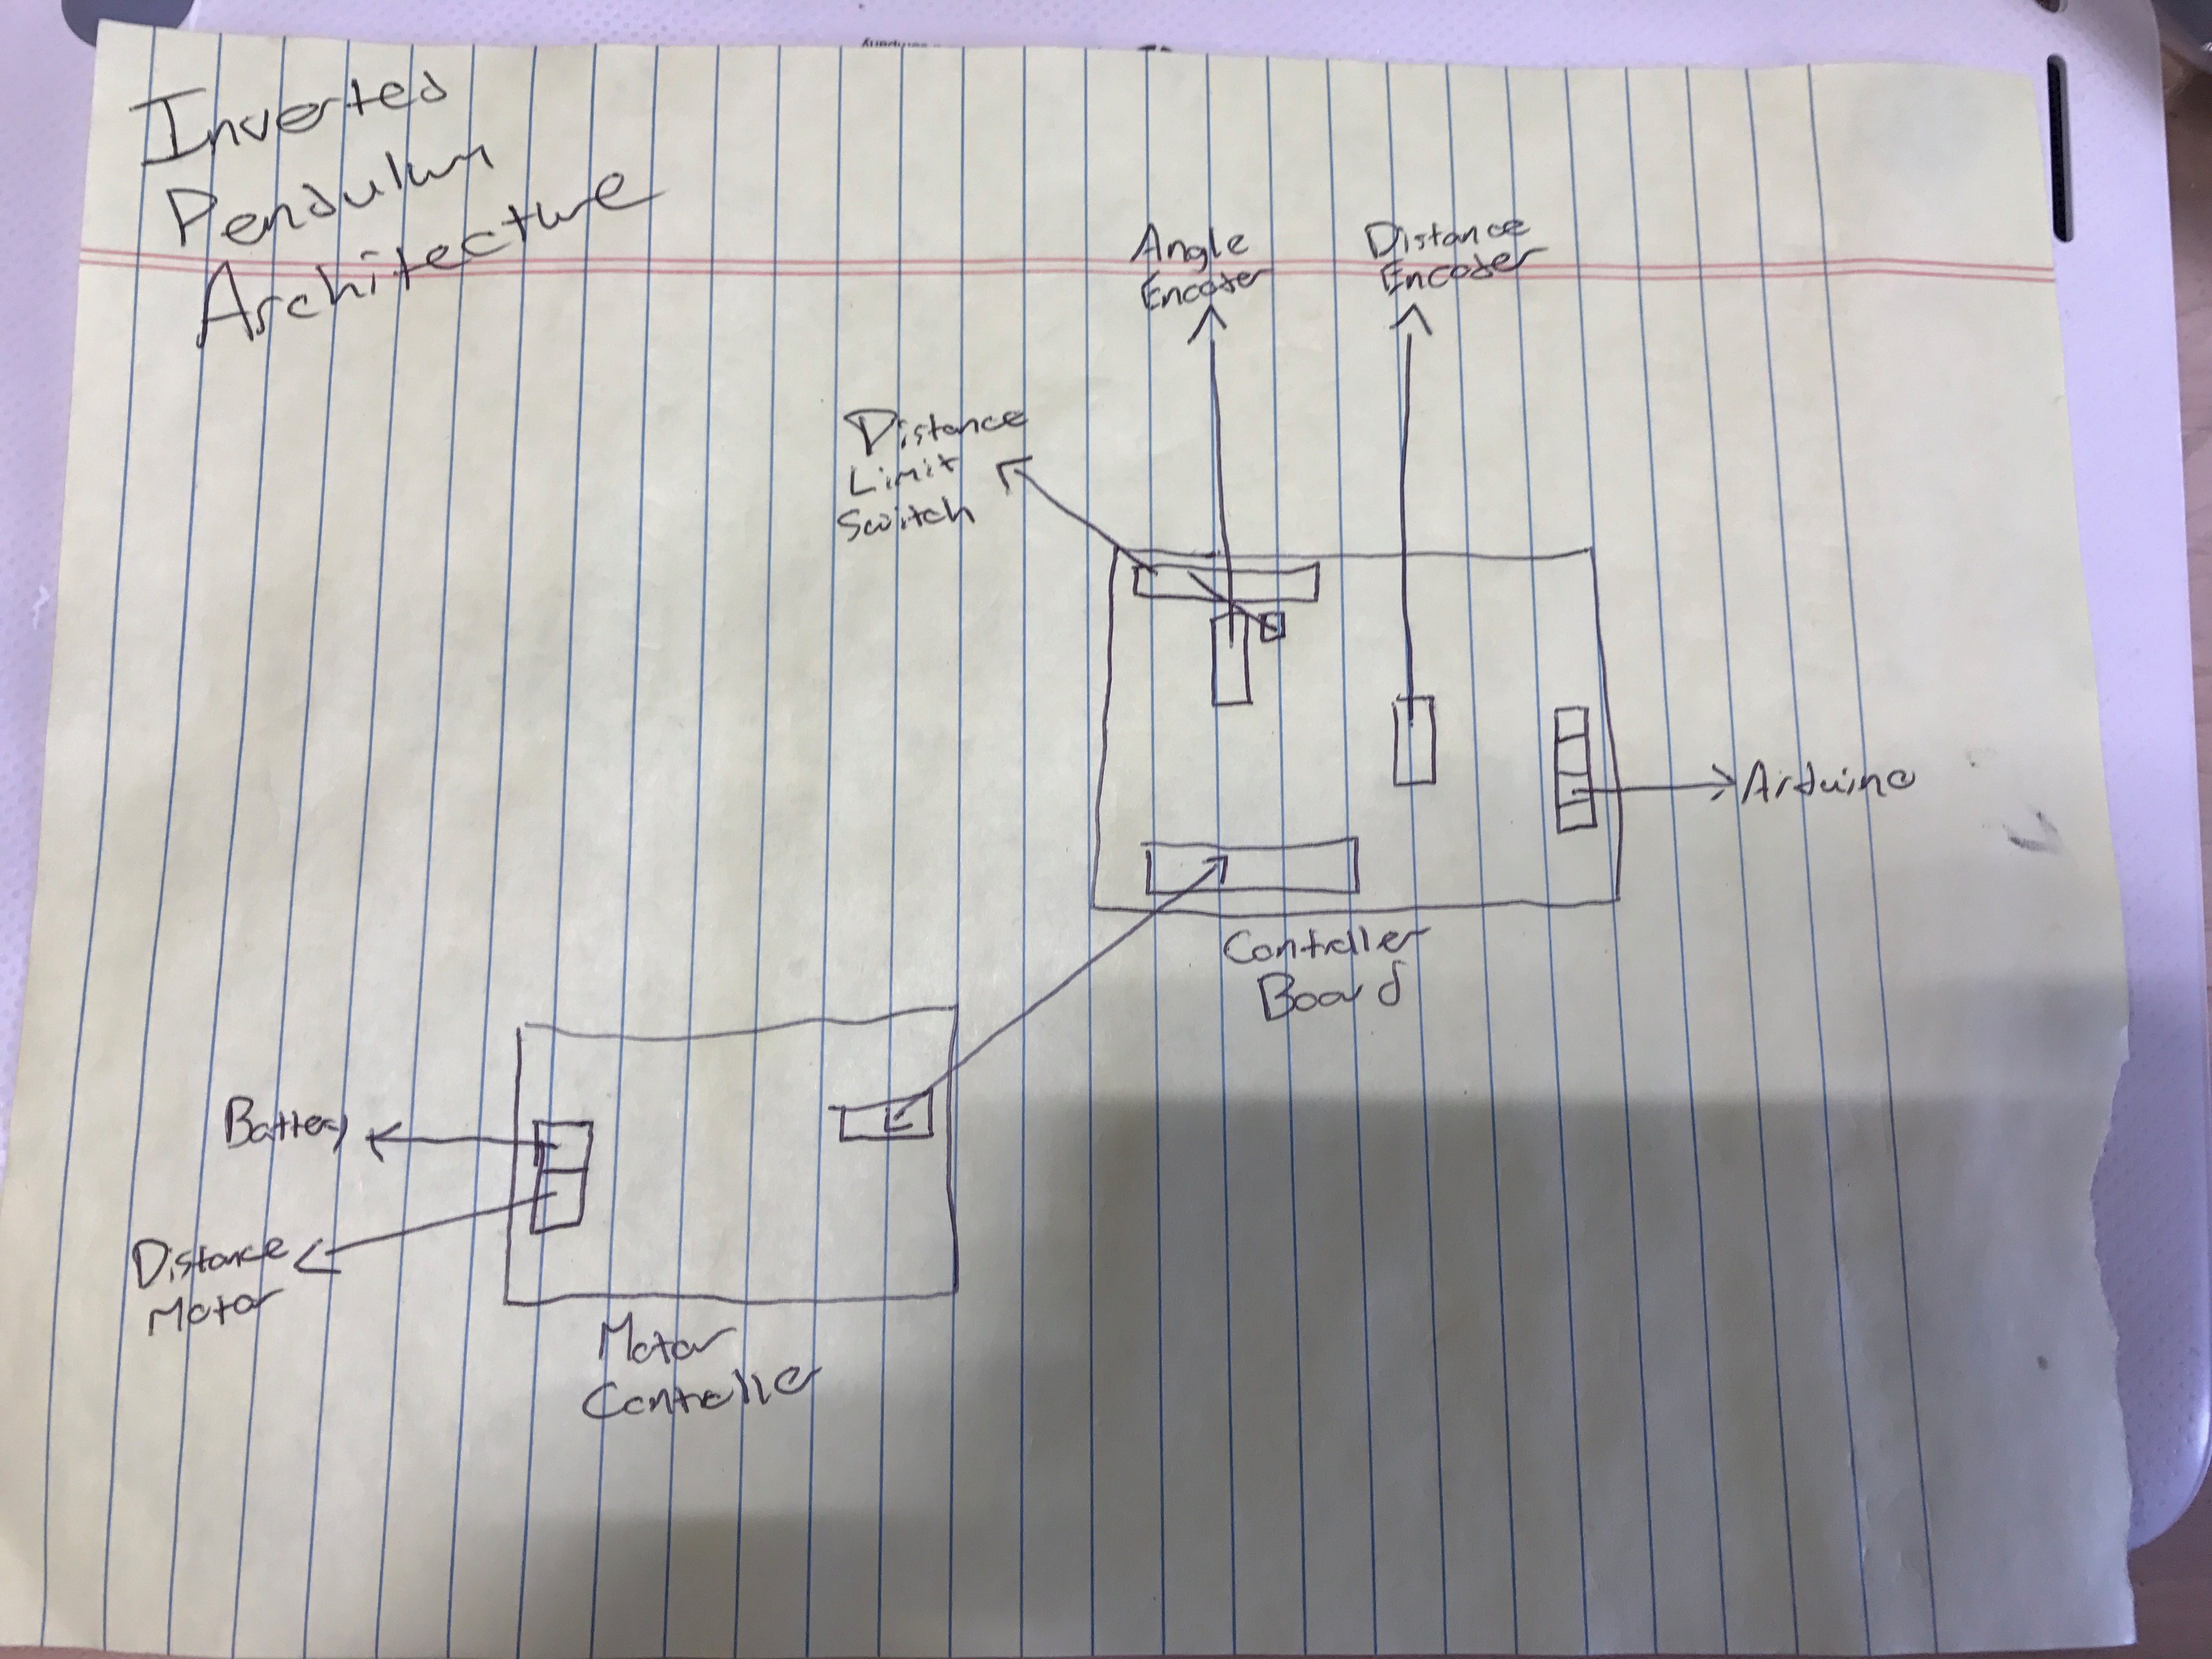 Inverted
Pendulum
Architecture
Angle
Encoder
Distance
Encoder
Distance
Limit
Switch
Arduino
Controller
Board
Battery
Distance
Motor
Motor
Controller